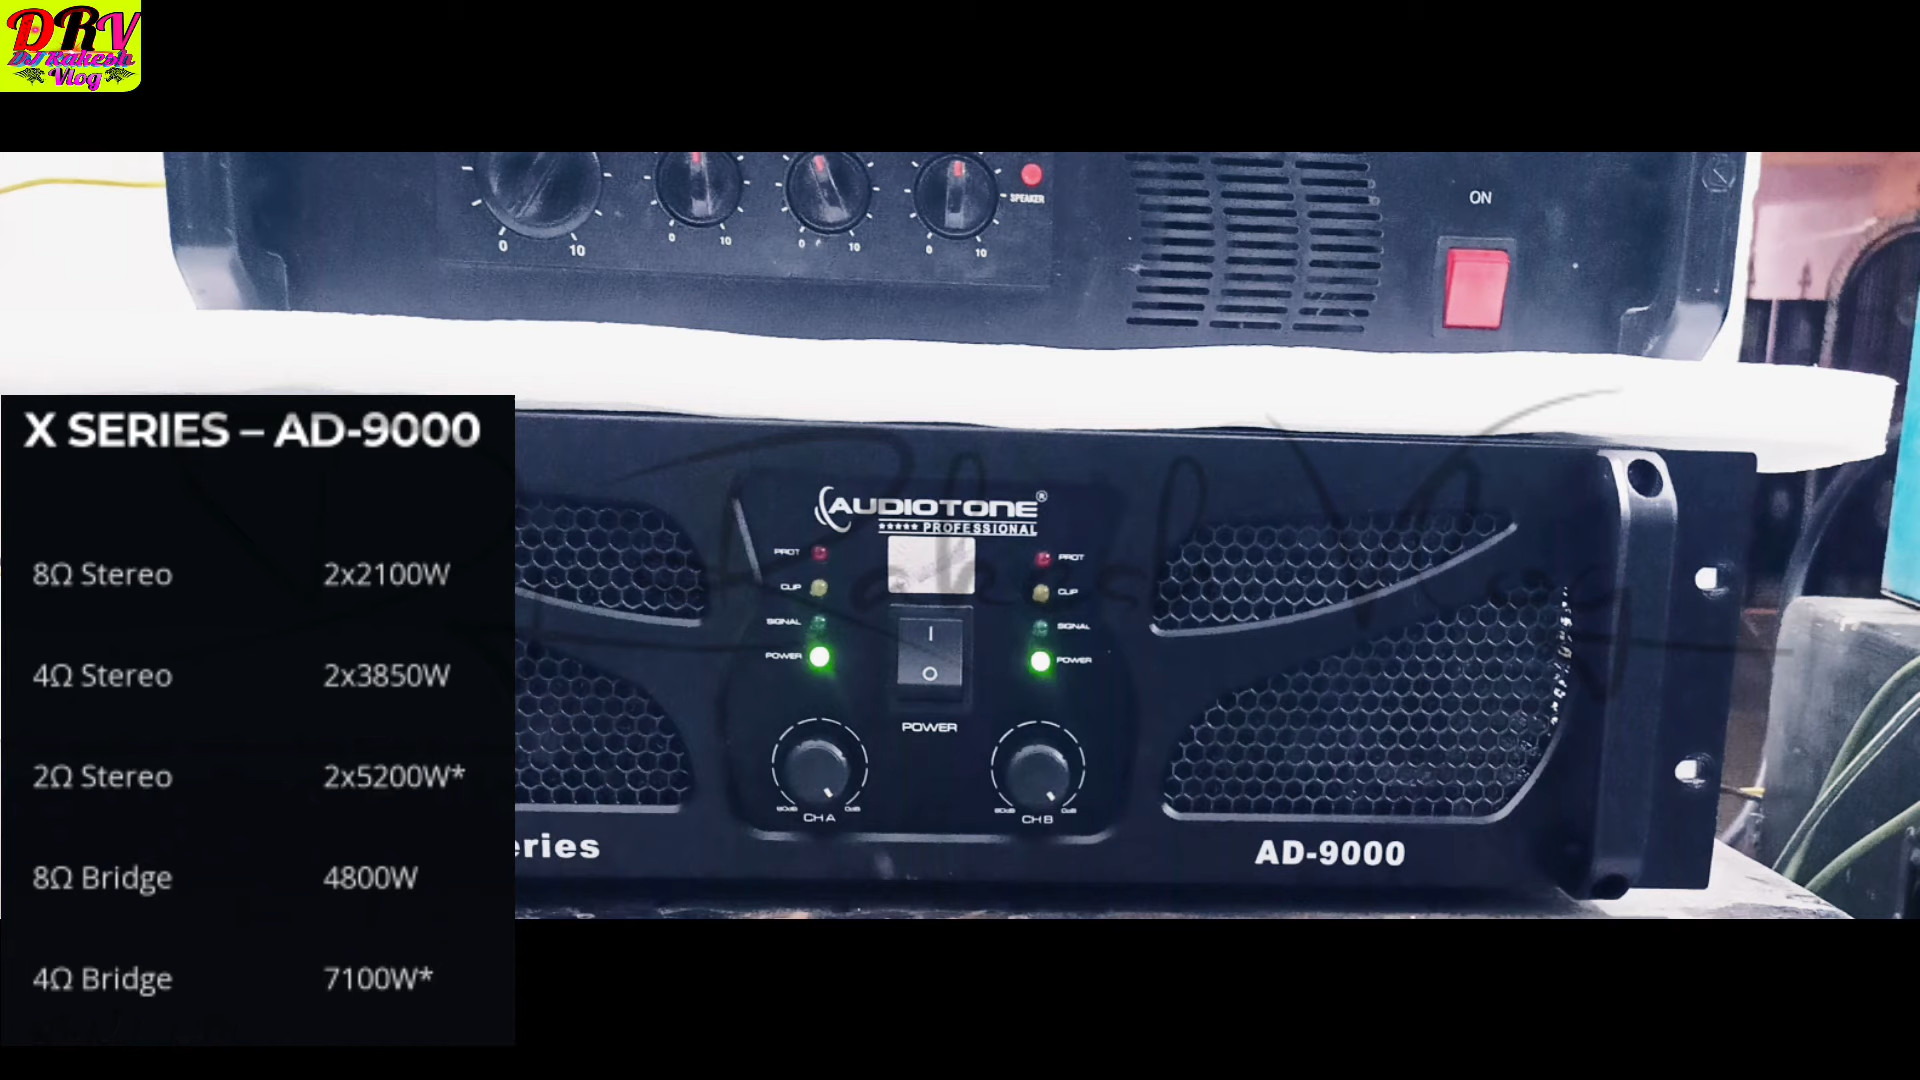 DRV
DJ Rakesh
Vlog
SPEAKER
ON
0 10
0 10
0 10
0 10
X SERIES – AD-9000
8Ω Stereo 2x2100W
4Ω Stereo 2x3850W
2Ω Stereo 2x5200W*
8Ω Bridge 4800W
4Ω Bridge 7100W*
AUDIOTONE®
***** PROFESSIONAL
PROT PROT
CLIP CLIP
SIGNAL SIGNAL
POWER POWER
I
O
POWER
CH A CH B
eries
AD-9000